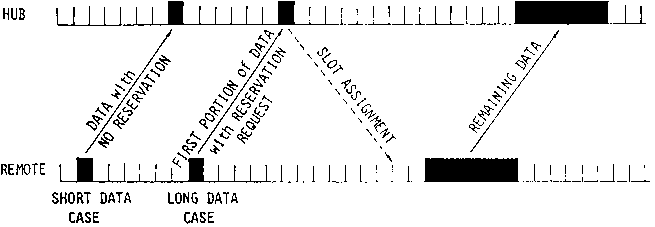 HUB
DATA with
NO RESERVATION
FIRST PORTION OF DATA
with RESERVATION
REQUEST
SLOT ASSIGNMENT
REMAINING DATA
REMOTE
SHORT DATA
CASE
LONG DATA
CASE